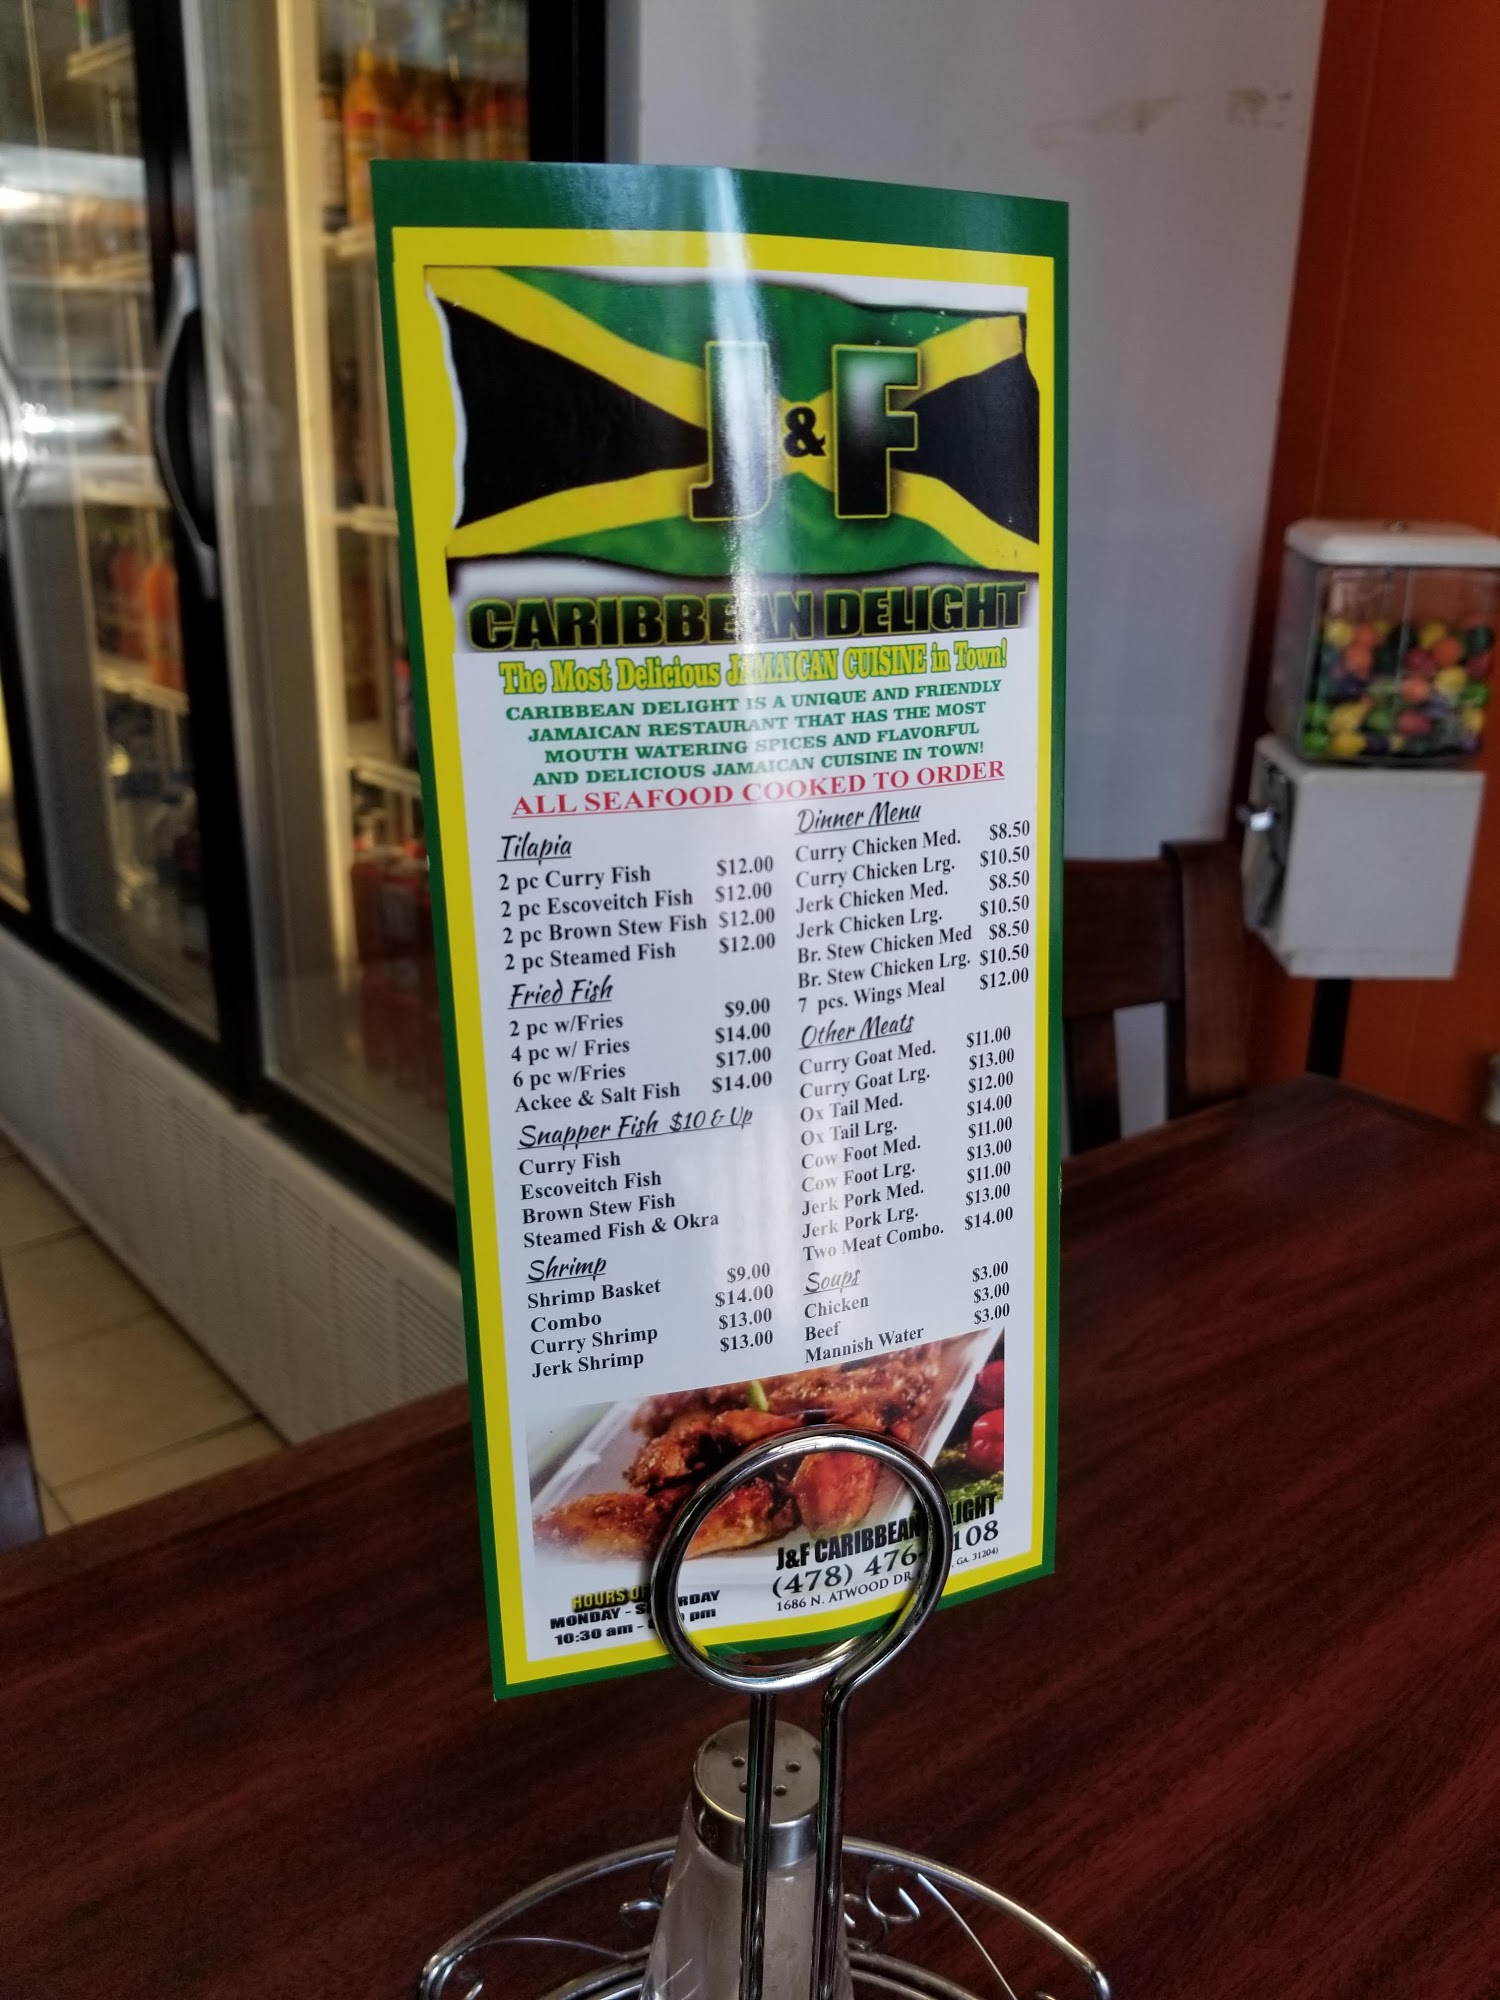 J & F
CARIBBEAN DELIGHT
The Most Delicious JAMAICAN CUISINE in Town!
CARIBBEAN DELIGHT IS A UNIQUE AND FRIENDLY
JAMAICAN RESTAURANT THAT HAS THE MOST
MOUTH WATERING SPICES AND FLAVORFUL
AND DELICIOUS JAMAICAN CUISINE IN TOWN!
ALL SEAFOOD COOKED TO ORDER
Tilapia
2 pc Curry Fish $12.00
2 pc Escoveitch Fish $12.00
2 pc Brown Stew Fish $12.00
2 pc Steamed Fish $12.00
Fried Fish
2 pc w/Fries $9.00
4 pc w/ Fries $14.00
6 pc w/Fries $17.00
Ackee & Salt Fish $14.00
Snapper Fish $10 & Up
Curry Fish
Escoveitch Fish
Brown Stew Fish
Steamed Fish & Okra
Shrimp
Shrimp Basket $9.00
Combo $14.00
Curry Shrimp $13.00
Jerk Shrimp $13.00
Dinner Menu
Curry Chicken Med. $8.50
Curry Chicken Lrg. $10.50
Jerk Chicken Med. $8.50
Jerk Chicken Lrg. $10.50
Br. Stew Chicken Med $8.50
Br. Stew Chicken Lrg. $10.50
7 pcs. Wings Meal $12.00
Other Meats
Curry Goat Med. $11.00
Curry Goat Lrg. $13.00
Ox Tail Med. $12.00
Ox Tail Lrg. $14.00
Cow Foot Med. $11.00
Cow Foot Lrg. $13.00
Jerk Pork Med. $11.00
Jerk Pork Lrg. $13.00
Two Meat Combo. $14.00
Soups
Chicken $3.00
Beef $3.00
Mannish Water $3.00
HOURS
MONDAY - SATURDAY
10:30 am - pm
J&F CARIBBEAN DELIGHT
(478) 476- 108
1686 N. ATWOOD DR GA. 31204)